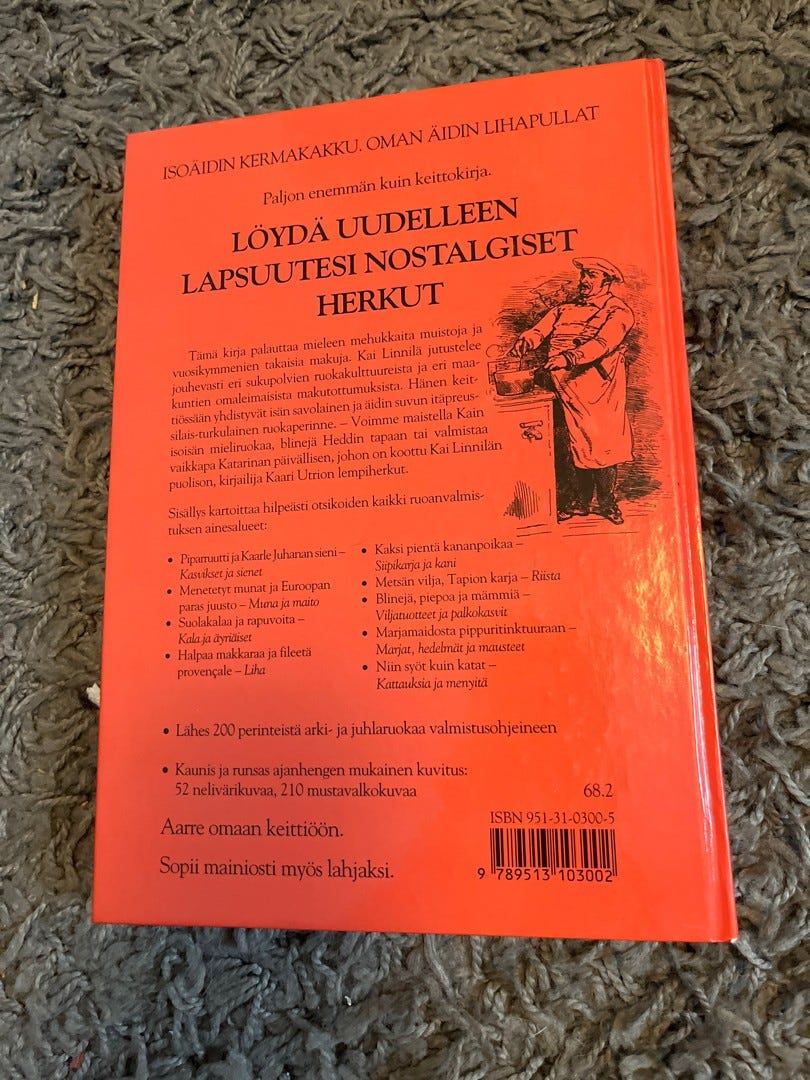 ISOÄIDIN KERMAKAKKU. OMAN ÄIDIN LIHAPULLAT
Paljon enemmän kuin keittokirja.
LÖYDÄ UUDELLEEN
LAPSUUTESI NOSTALGISET
HERKUT
Tämä kirja palauttaa mieleen mehukkaita muistoja ja
vuosikymmenien takaisia makuja. Kai Linnilä jutustelee
jouhevasti eri sukupolvien ruokakulttuureista ja eri maa-
kuntien omaleimaisista makutottumuksista. Hänen keit-
tiössään yhdistyvät isän savolainen ja äidin suvun itäpreus-
silais-turkulainen ruokaperinne. – Voimme maistella Kain
isoisän mieliruokaa, blinejä Heddin tapaan tai valmistaa
vaikkapa Katarinan päivällisen, johon on koottu Kai Linnilän
puolison, kirjailija Kaari Utrion lempiherkut.
Sisällys kartoittaa hilpeästi otsikoiden kaikki ruoanvalmis-
tuksen ainesalueet:
• Piparruutti ja Kaarle Juhanan sieni –
Kasvikset ja sienet
• Menetetyt munat ja Euroopan
paras juusto – Muna ja maito
• Suolakalaa ja rapuvoita –
Kala ja äyriäiset
• Halpaa makkaraa ja fileetä
provençale – Liha
• Kaksi pientä kananpoikaa –
Siipikarja ja kani
• Metsän vilja, Tapion karja – Riista
• Blinejä, piepoa ja mämmiä –
Viljatuotteet ja palkokasvit
• Marjamaidosta pippuritinktuuraan –
Marjat, hedelmät ja mausteet
• Niin syöt kuin katat –
Kattauksia ja menyitä
• Lähes 200 perinteistä arki- ja juhlaruokaa valmistusohjeineen
• Kaunis ja runsas ajanhengen mukainen kuvitus:
52 nelivärikuvaa, 210 mustavalkokuvaa
68.2
Aarre omaan keittiöön.
Sopii mainiosti myös lahjaksi.
ISBN 951-31-0300-5
9 789513 103002